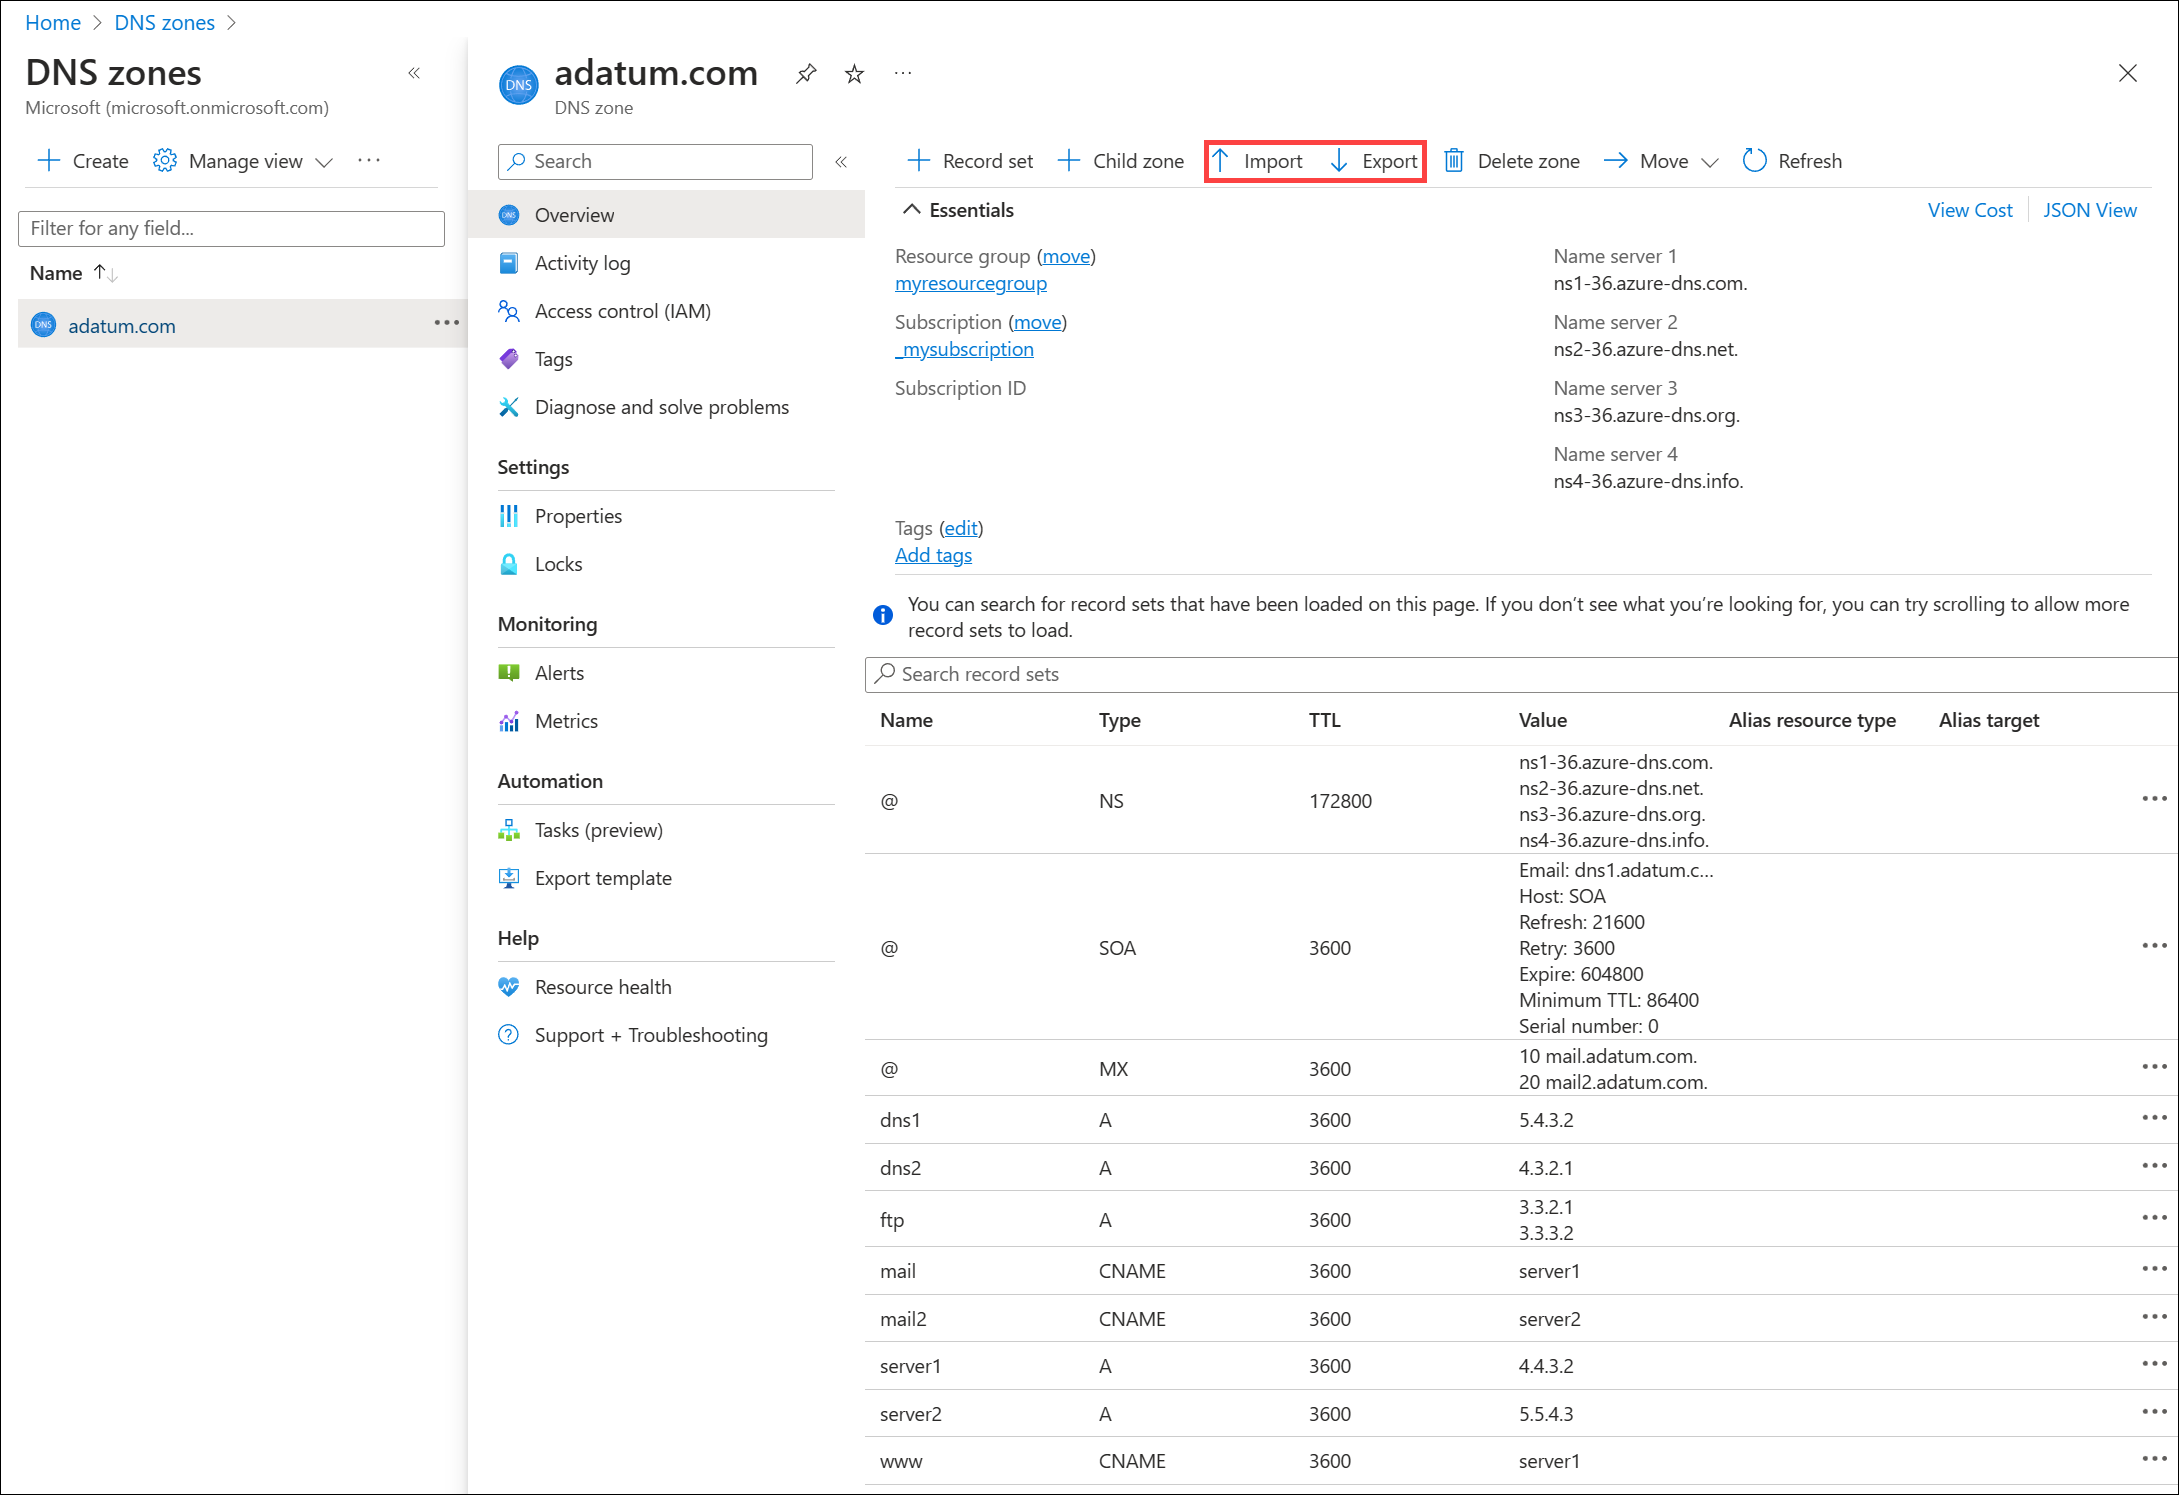 Home > DNS zones >
DNS zones
Microsoft (microsoft.onmicrosoft.com)
Create Manage view
Filter for any field...
Name
DNS adatum.com
DNS adatum.com
DNS zone
Search
DNS Overview
Activity log
Access control (IAM)
Tags
Diagnose and solve problems
Settings
Properties
Locks
Monitoring
Alerts
Metrics
Automation
Tasks (preview)
Export template
Help
Resource health
Support + Troubleshooting
Record set Child zone Import Export Delete zone Move Refresh
Essentials View Cost JSON View
Resource group (move)
myresourcegroup
Subscription (move)
_mysubscription
Subscription ID
Name server 1
ns1-36.azure-dns.com.
Name server 2
ns2-36.azure-dns.net.
Name server 3
ns3-36.azure-dns.org.
Name server 4
ns4-36.azure-dns.info.
Tags (edit)
Add tags
You can search for record sets that have been loaded on this page. If you don't see what you're looking for, you can try scrolling to allow more
record sets to load.
Search record sets
Name Type TTL Value Alias resource type Alias target
@ NS 172800 ns1-36.azure-dns.com.
ns2-36.azure-dns.net.
ns3-36.azure-dns.org.
ns4-36.azure-dns.info.
@ SOA 3600 Email: dns1.adatum.c...
Host: SOA
Refresh: 21600
Retry: 3600
Expire: 604800
Minimum TTL: 86400
Serial number: 0
@ MX 3600 10 mail.adatum.com.
20 mail2.adatum.com.
dns1 A 3600 5.4.3.2
dns2 A 3600 4.3.2.1
ftp A 3600 3.3.2.1
3.3.3.2
mail CNAME 3600 server1
mail2 CNAME 3600 server2
server1 A 3600 4.4.3.2
server2 A 3600 5.5.4.3
www CNAME 3600 server1